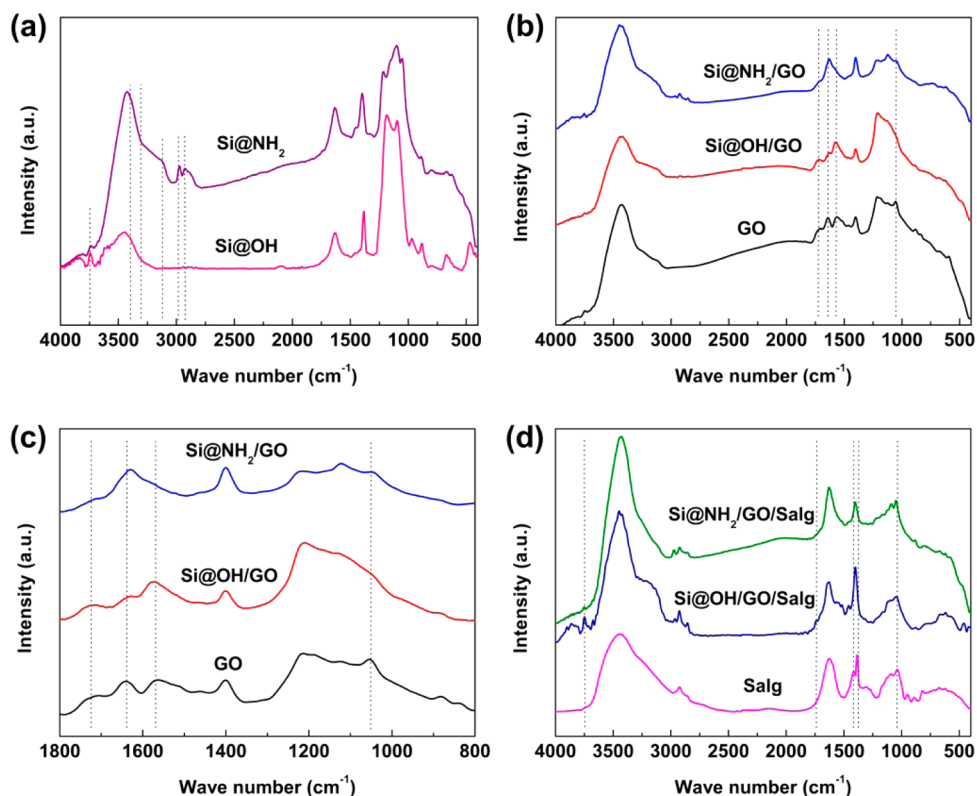 (a)
Intensity (a.u.)
Si@NH2
Si@OH
4000 3500 3000 2500 2000 1500 1000 500
Wave number (cm-1)
(b)
Intensity (a.u.)
Si@NH2/GO
Si@OH/GO
GO
4000 3500 3000 2500 2000 1500 1000 500
Wave number (cm-1)
(c)
Intensity (a.u.)
Si@NH2/GO
Si@OH/GO
GO
1800 1600 1400 1200 1000 800
Wave number (cm-1)
(d)
Intensity (a.u.)
Si@NH2/GO/Salg
Si@OH/GO/Salg
Salg
4000 3500 3000 2500 2000 1500 1000 500
Wave number (cm-1)